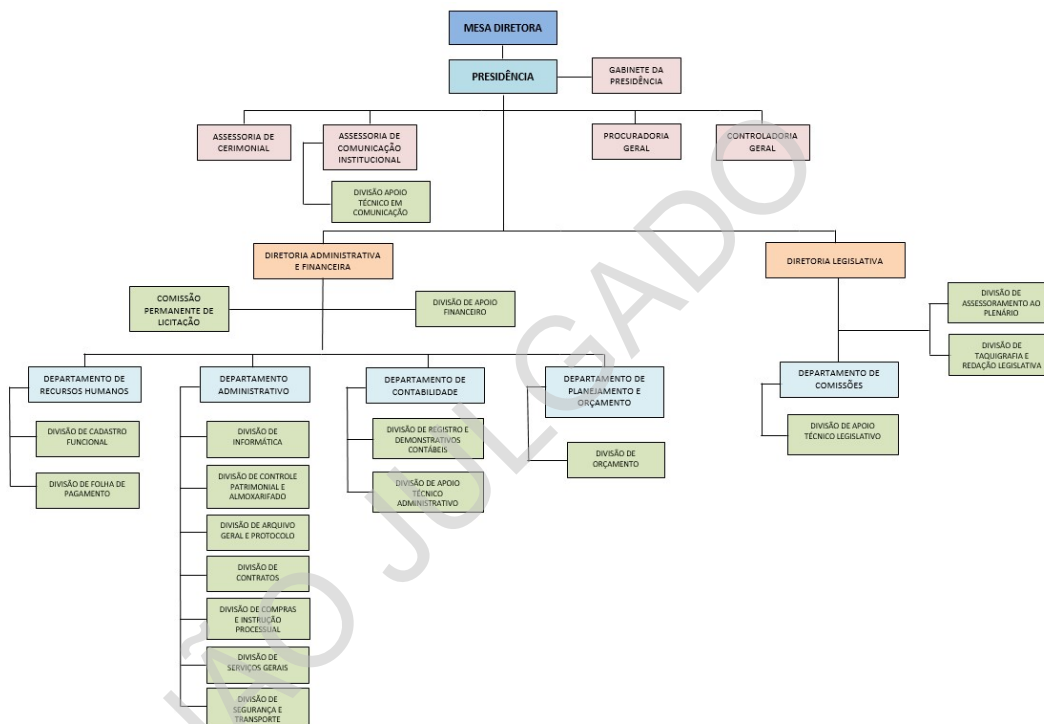 MESA DIRETORA
PRESIDÊNCIA
GABINETE DA
PRESIDÊNCIA
ASSESSORIA DE
CERIMONIAL
ASSESSORIA DE
COMUNICAÇÃO
INSTITUCIONAL
PROCURADORIA
GERAL
CONTROLADORIA
GERAL
DIVISÃO APOIO
TÉCNICO EM
COMUNICAÇÃO
DIRETORIA ADMINISTRATIVA
E FINANCEIRA
DIRETORIA LEGISLATIVA
COMISSÃO
PERMANENTE DE
LICITAÇÃO
DIVISÃO DE APOIO
FINANCEIRO
DIVISÃO DE
ASSESSORAMENTO AO
PLENÁRIO
DIVISÃO DE
TAQUIGRAFIA E
REDAÇÃO LEGISLATIVA
DEPARTAMENTO DE
RECURSOS HUMANOS
DIVISÃO DE CADASTRO
FUNCIONAL
DIVISÃO DE FOLHA DE
PAGAMENTO
DEPARTAMENTO
ADMINISTRATIVO
DIVISÃO DE
INFORMÁTICA
DIVISÃO DE CONTROLE
PATRIMONIAL E
ALMOXARIFADO
DIVISÃO DE ARQUIVO
GERAL E PROTOCOLO
DIVISÃO DE
CONTRATOS
DIVISÃO DE COMPRAS
E INSTRUÇÃO
PROCESSUAL
DIVISÃO DE
SERVIÇOS GERAIS
DIVISÃO DE
SEGURANÇA E
TRANSPORTE
DEPARTAMENTO DE
CONTABILIDADE
DIVISÃO DE REGISTRO E
DEMONSTRATIVOS
CONTÁBEIS
DIVISÃO DE APOIO
TÉCNICO
ADMINISTRATIVO
DEPARTAMENTO DE
PLANEJAMENTO E
ORÇAMENTO
DIVISÃO DE
ORÇAMENTO
DEPARTAMENTO DE
COMISSÕES
DIVISÃO DE APOIO
TÉCNICO LEGISLATIVO
ÃO JULGADO